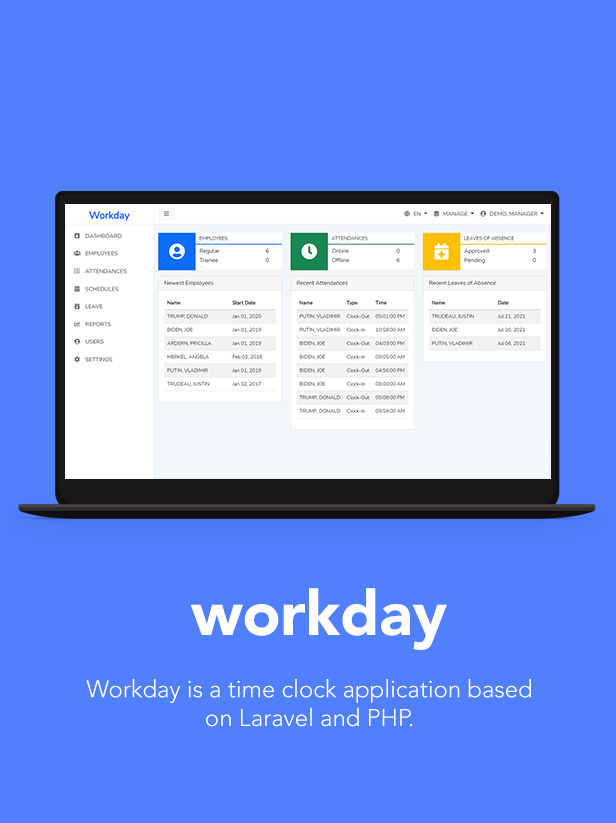 Workday
EN MANAGE DEMO, MANAGER
DASHBOARD
EMPLOYEES
ATTENDANCES
SCHEDULES
LEAVE
REPORTS
USERS
SETTINGS
EMPLOYEES
Regular 6
Trainee 0
Newest Employees
Name Start Date
TRUMP, DONALD Jan 01, 2020
BIDEN, JOE Jan 01, 2019
ARDERN, PRICILLA Jan 01, 2019
MERKEL, ANGELA Feb 02, 2018
PUTIN, VLADIMIR Jan 01, 2018
TRUDEAU, JUSTIN Jan 02, 2017
ATTENDANCES
Online 0
Offline 6
Recent Attendances
Name Type Time
PUTIN, VLADIMIR Clock-Out 05:01:00 PM
PUTIN, VLADIMIR Clock-In 10:58:00 AM
BIDEN, JOE Clock-Out 04:03:00 PM
BIDEN, JOE Clock-In 09:05:00 AM
BIDEN, JOE Clock-Out 04:56:00 PM
BIDEN, JOE Clock-In 08:00:00 AM
TRUMP, DONALD Clock-Out 05:08:00 PM
TRUMP, DONALD Clock-In 09:59:00 AM
LEAVES OF ABSENCE
Approved 3
Pending 0
Recent Leaves of Absence
Name Date
TRUDEAU, JUSTIN Jul 21, 2021
BIDEN, JOE Jul 20, 2021
PUTIN, VLADIMIR Jul 06, 2021
workday
Workday is a time clock application based
on Laravel and PHP.